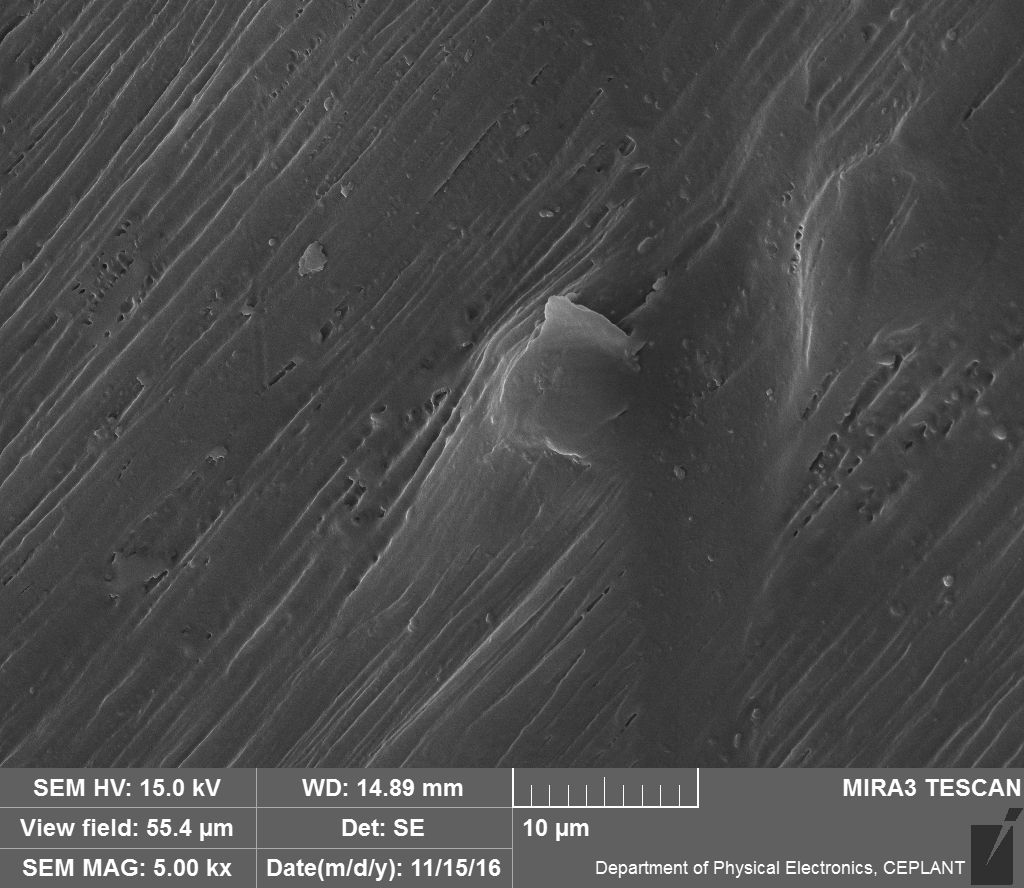 SEM HV: 15.0 kV
WD: 14.89 mm
MIRA3 TESCAN
View field: 55.4 µm
Det: SE
10 µm
SEM MAG: 5.00 kx
Date(m/d/y): 11/15/16
Department of Physical Electronics, CEPLANT